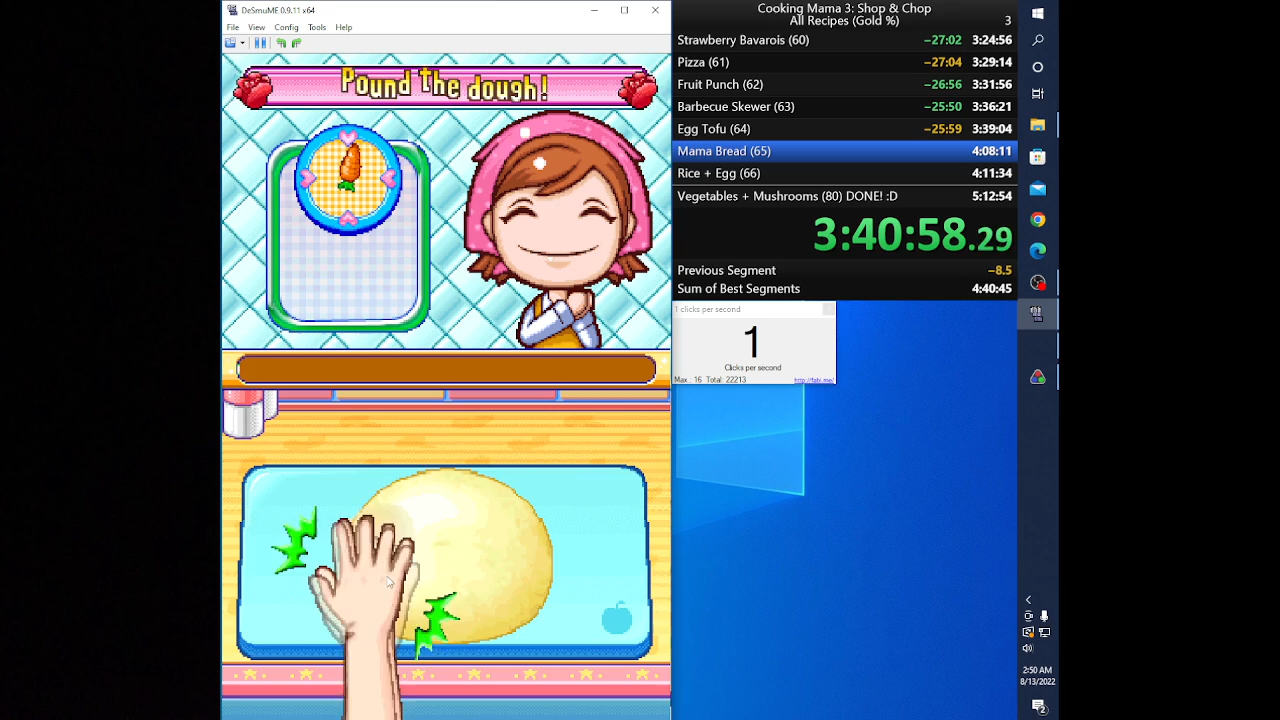 DeSmuME 0.9.11 x64
File View Config Tools Help
Pound the dough!
Cooking Mama 3: Shop & Chop
All Recipes (Gold %) 3
Strawberry Bavarois (60) −27:02 3:24:56
Pizza (61) −27:04 3:29:14
Fruit Punch (62) −26:56 3:31:56
Barbecue Skewer (63) −25:50 3:36:21
Egg Tofu (64) −25:59 3:39:04
Mama Bread (65) 4:08:11
Rice + Egg (66) 4:11:34
Vegetables + Mushrooms (80) DONE! :D 5:12:54
3:40:58.29
Previous Segment −8.5
Sum of Best Segments 4:40:45
1 clicks per second
1
Clicks per second
Max.: 16 Total: 22213 http://fabi.me/
2:50 AM
8/13/2022
2